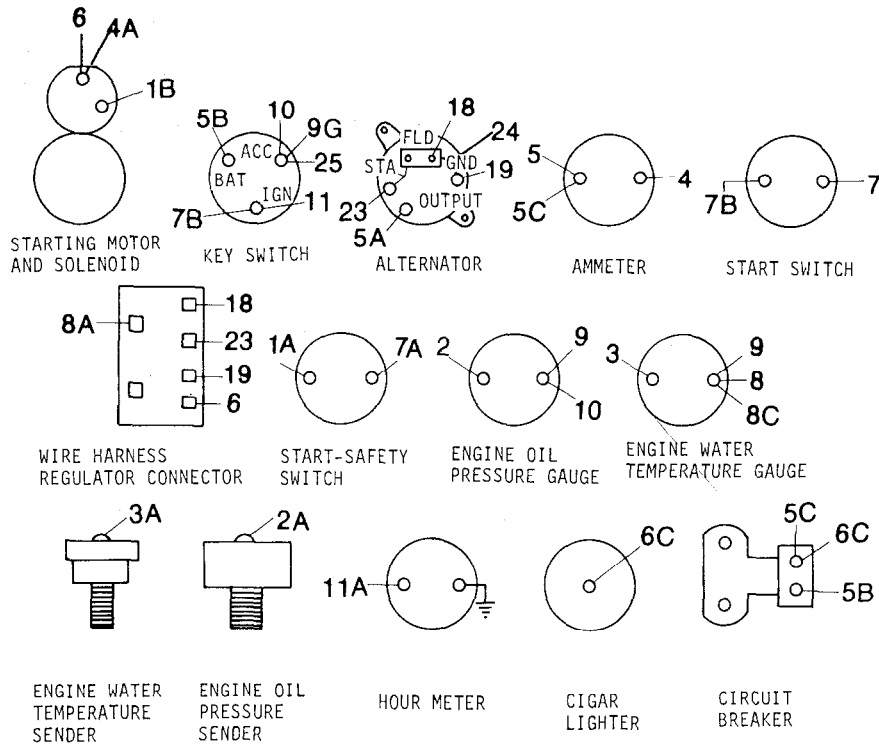 6
4A
1B
STARTING MOTOR
AND SOLENOID
5B
10
9G
25
ACC
BAT
IGN
7B
11
KEY SWITCH
18
24
FLD
GND
STA
19
OUTPUT
23
5A
ALTERNATOR
5
5C
4
AMMETER
7B
7
START SWITCH
8A
18
23
19
6
WIRE HARNESS
REGULATOR CONNECTOR
1A
7A
START-SAFETY
SWITCH
2
9
10
ENGINE OIL
PRESSURE GAUGE
3
9
8
8C
ENGINE WATER
TEMPERATURE GAUGE
3A
ENGINE WATER
TEMPERATURE
SENDER
2A
ENGINE OIL
PRESSURE
SENDER
11A
HOUR METER
6C
CIGAR
LIGHTER
5C
6C
5B
CIRCUIT
BREAKER